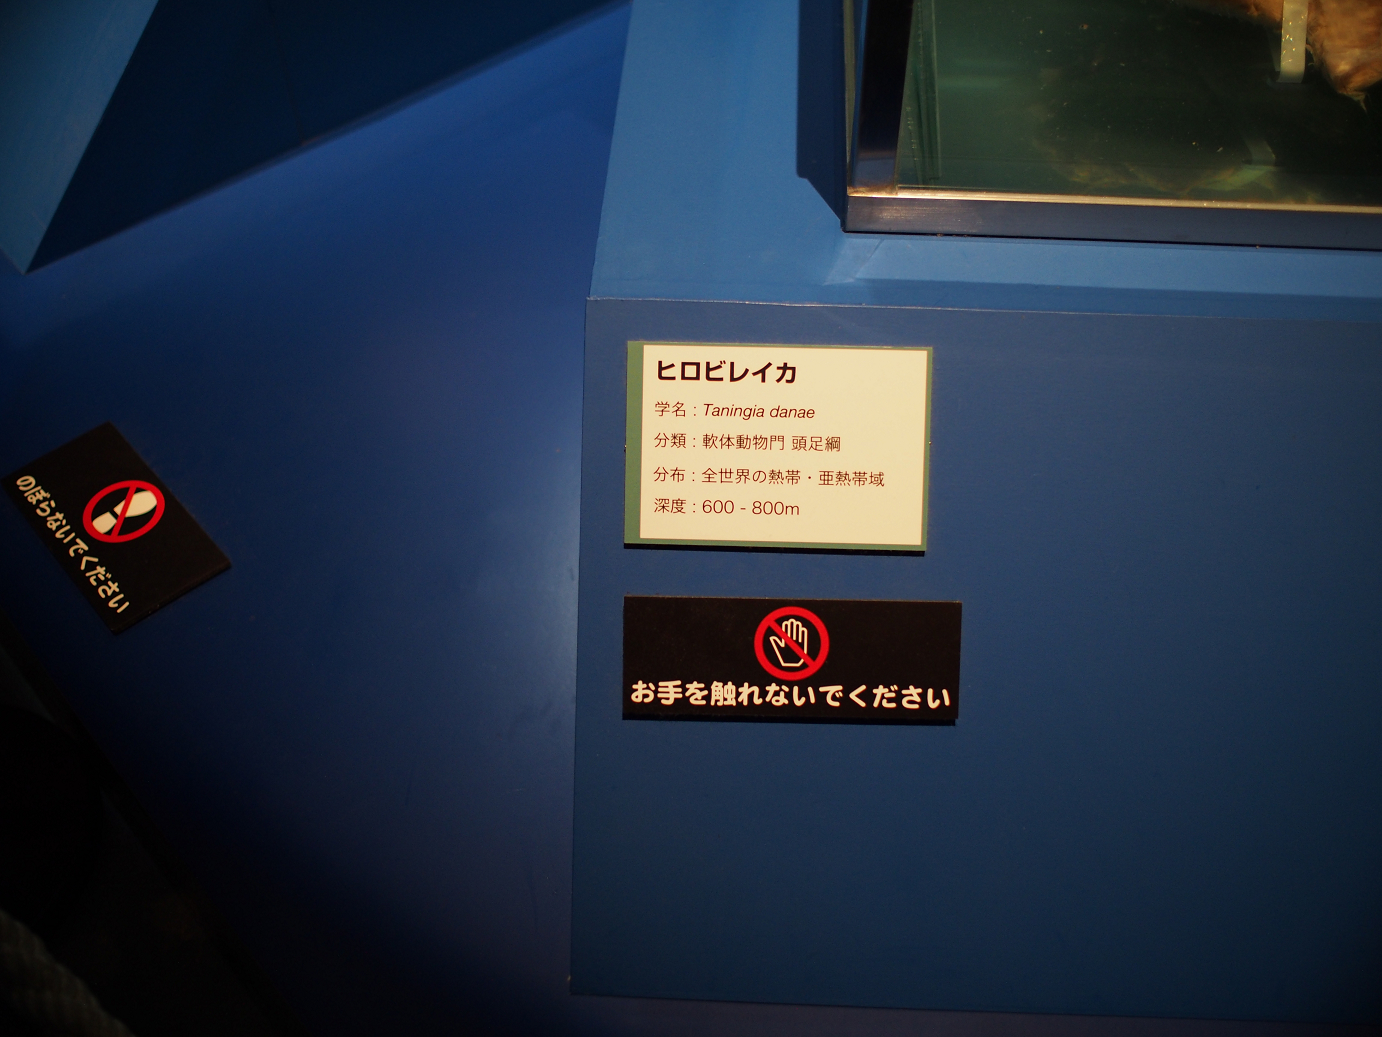 ヒロビレイカ
学名 : Taningia danae
分類 : 軟体動物門 頭足綱
分布 : 全世界の熱帯・亜熱帯域
深度 : 600 - 800m
お手を触れないでください
のぼらないでください